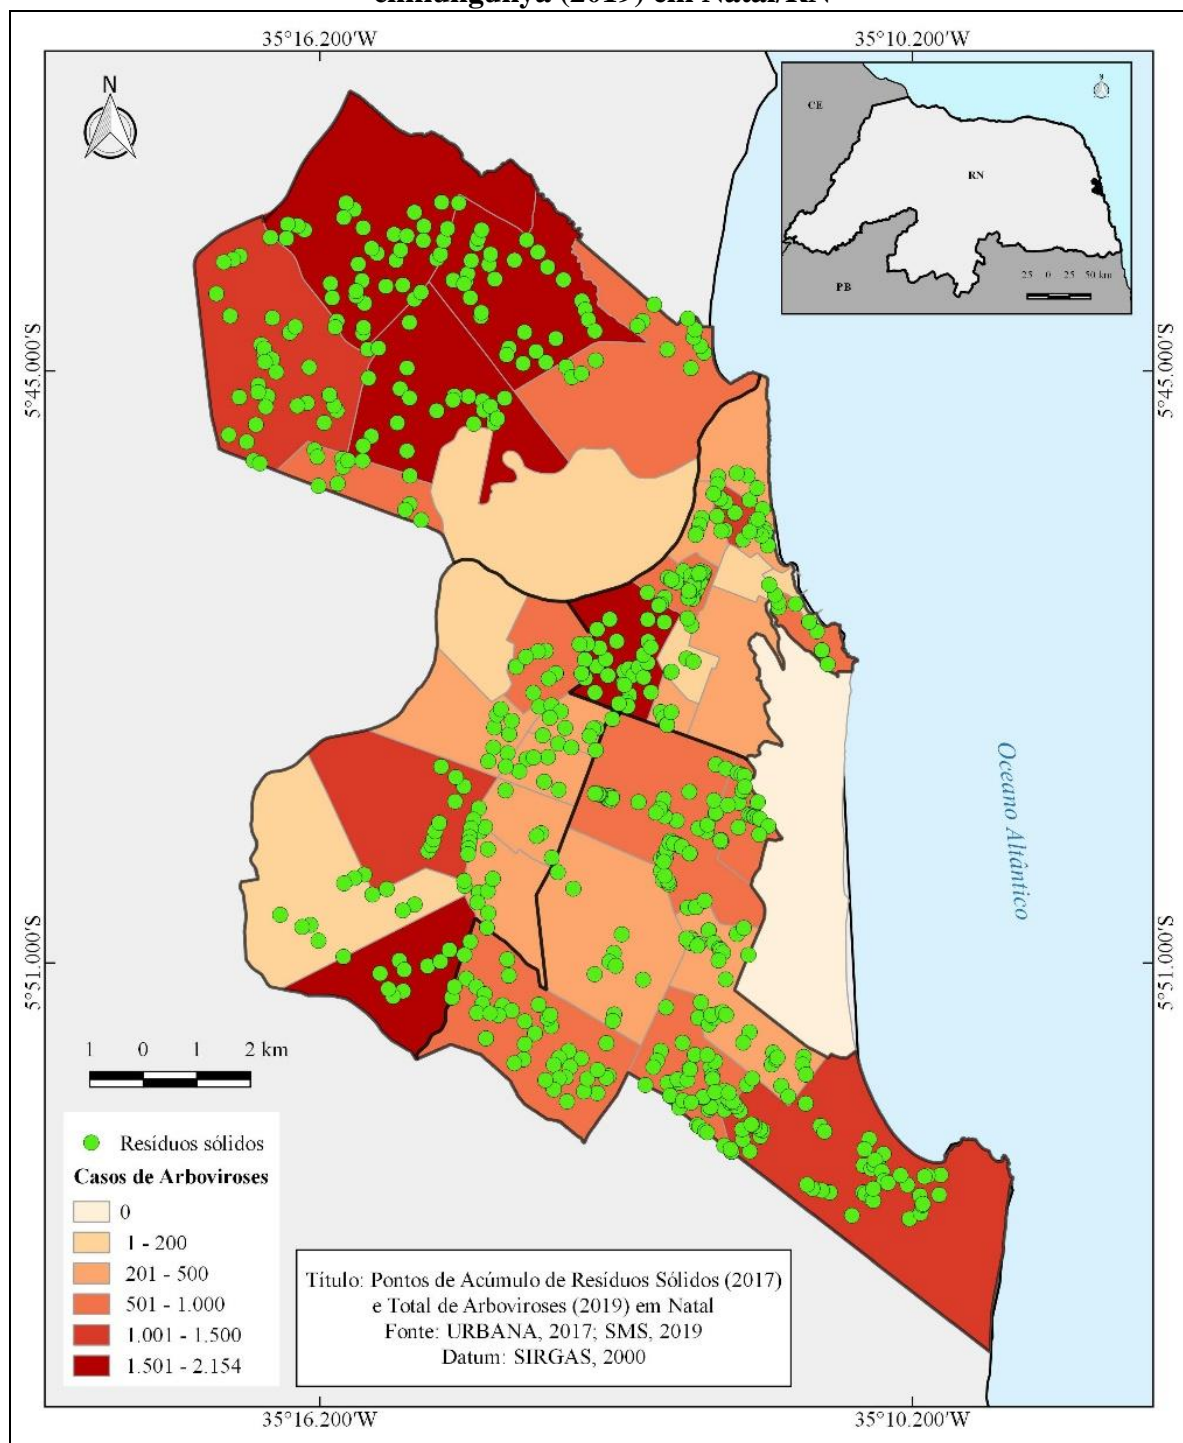 chikungunya (2019) em Natal/RN
35°16.200'W 35°10.200'W
N
N
CE
RN
PB
25 0 25 50 km
5°45.000'S 5°45.000'S
Oceano Altântico
5°51.000'S 5°51.000'S
1 0 1 2 km
Resíduos sólidos
Casos de Arboviroses
0
1 - 200
201 - 500
501 - 1.000
1.001 - 1.500
1.501 - 2.154
Título: Pontos de Acúmulo de Resíduos Sólidos (2017)
e Total de Arboviroses (2019) em Natal
Fonte: URBANA, 2017; SMS, 2019
Datum: SIRGAS, 2000
35°16.200'W 35°10.200'W